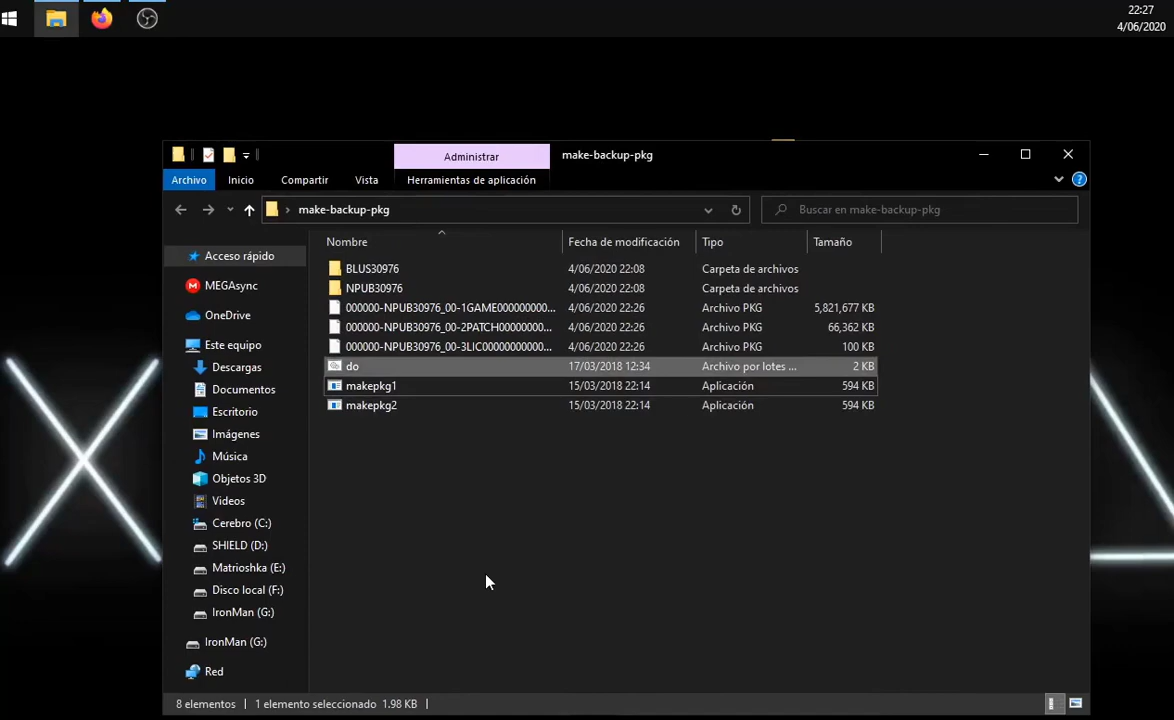 22:27
4/06/2020
Administrar
make-backup-pkg
Archivo
Inicio
Compartir
Vista
Herramientas de aplicación
make-backup-pkg
Buscar en make-backup-pkg
Nombre
Fecha de modificación
Tipo
Tamaño
Acceso rápido
MEGAsync
OneDrive
Este equipo
Descargas
Documentos
Escritorio
Imágenes
Música
Objetos 3D
Videos
Cerebro (C:)
SHIELD (D:)
Matrioshka (E:)
Disco local (F:)
IronMan (G:)
IronMan (G:)
Red
BLUS30976 4/06/2020 22:08 Carpeta de archivos
NPUB30976 4/06/2020 22:08 Carpeta de archivos
000000-NPUB30976_00-1GAME000000000... 4/06/2020 22:26 Archivo PKG 5,821,677 KB
000000-NPUB30976_00-2PATCH00000000... 4/06/2020 22:26 Archivo PKG 66,362 KB
000000-NPUB30976_00-3LIC00000000000... 4/06/2020 22:26 Archivo PKG 100 KB
do 17/03/2018 12:34 Archivo por lotes ... 2 KB
makepkg1 15/03/2018 22:14 Aplicación 594 KB
makepkg2 15/03/2018 22:14 Aplicación 594 KB
8 elementos
1 elemento seleccionado 1.98 KB